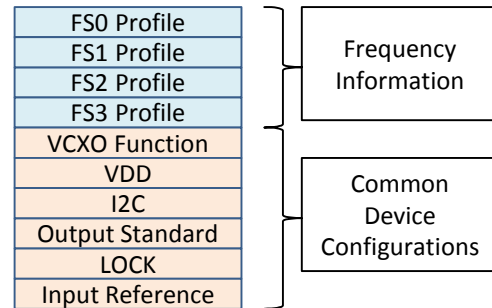 FS0 Profile
FS1 Profile
FS2 Profile
FS3 Profile
VCXO Function
VDD
I2C
Output Standard
LOCK
Input Reference
Frequency
Information
Common
Device
Configurations